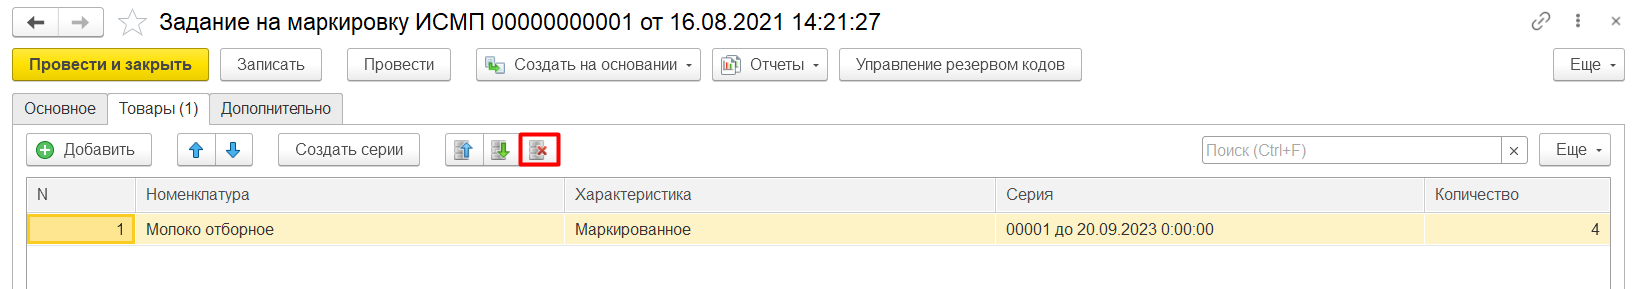 Задание на маркировку ИСМП 00000000001 от 16.08.2021 14:21:27
Провести и закрыть Записать Провести Создать на основании Отчеты Управление резервом кодов Еще
Основное Товары (1) Дополнительно
Добавить Создать серии Поиск (Ctrl+F) × Еще
N Номенклатура Характеристика Серия Количество
1 Молоко отборное Маркированное 00001 до 20.09.2023 0:00:00 4